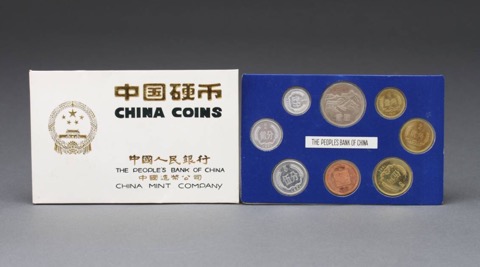 中国硬币
CHINA COINS
中國人民銀行
THE PEOPLE'S BANK OF CHINA
中國造幣公司
CHINA MINT COMPANY
THE PEOPLE'S BANK OF CHINA